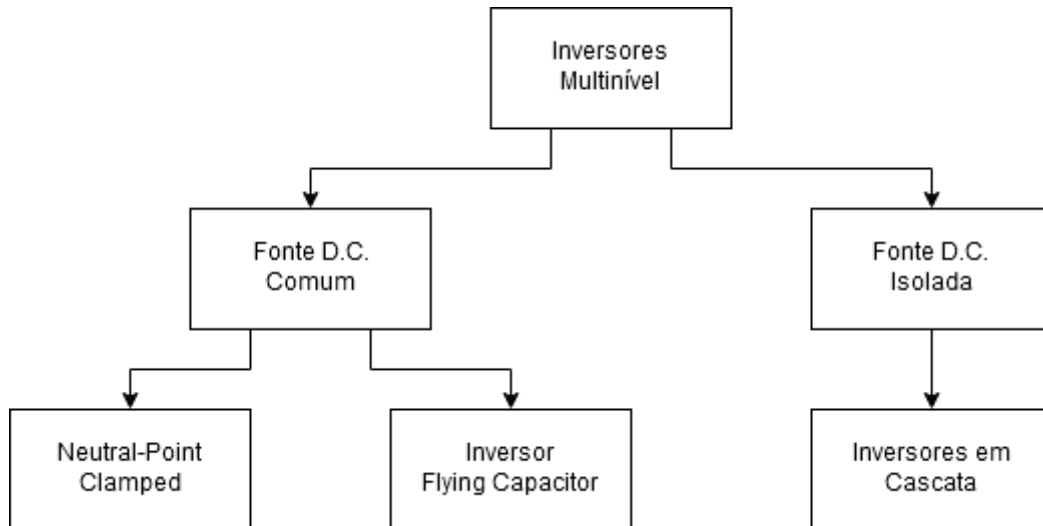 Inversores
Multinível
Fonte D.C.
Comum
Fonte D.C.
Isolada
Neutral-Point
Clamped
Inversor
Flying Capacitor
Inversores em
Cascata